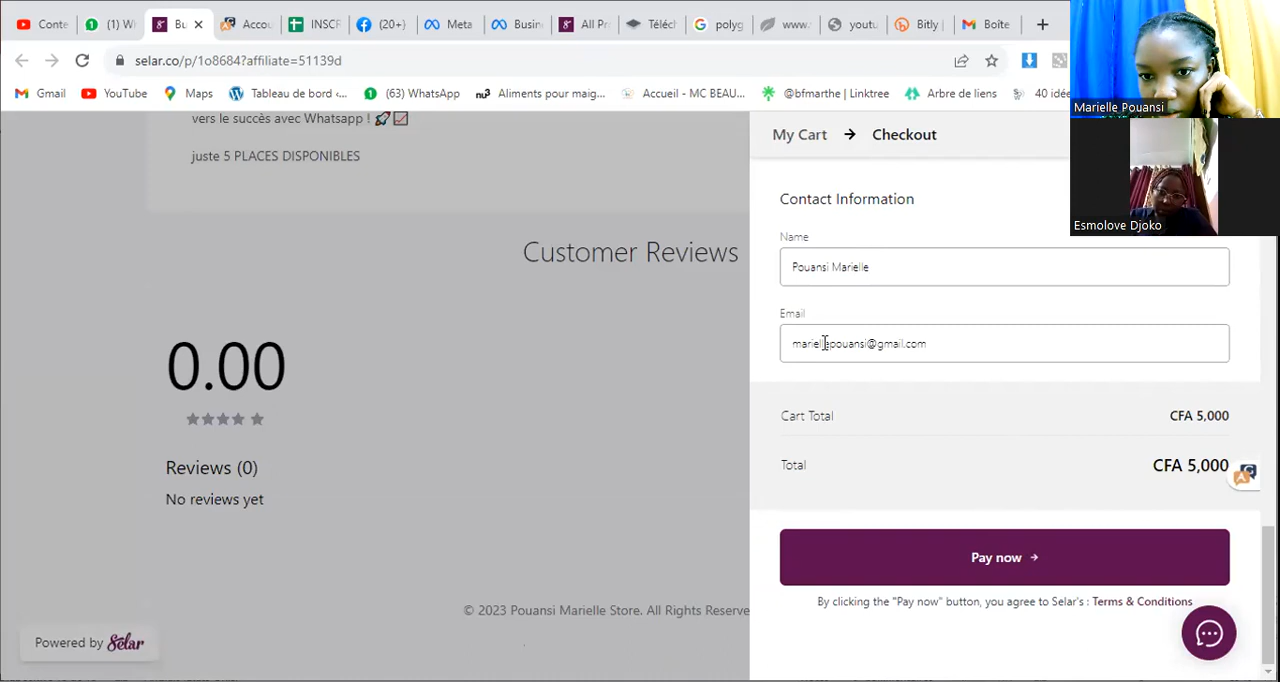 Conte
(1) W
Bu
Accou
INSCR
(20+)
Meta
Busin
All Pr
Téléch
polyg
www.
youtu
Bitly |
Boîte
selar.co/p/1o8684?affiliate=51139d
Gmail
YouTube
Maps
Tableau de bord ‹...
(63) WhatsApp
Aliments pour maig...
Accueil - MC BEAU...
@bfmarthe | Linktree
Arbre de liens
40 idée
Marielle Pouansi
Esmolove Djoko
vers le succès avec Whatsapp ! 🚀📈
juste 5 PLACES DISPONIBLES
Customer Reviews
0.00
Reviews (0)
No reviews yet
© 2023 Pouansi Marielle Store. All Rights Reserve
Powered by Selar
My Cart → Checkout
Contact Information
Name
Pouansi Marielle
Email
mariellepouansi@gmail.com
Cart Total CFA 5,000
Total CFA 5,000
Pay now →
By clicking the "Pay now" button, you agree to Selar's : Terms & Conditions